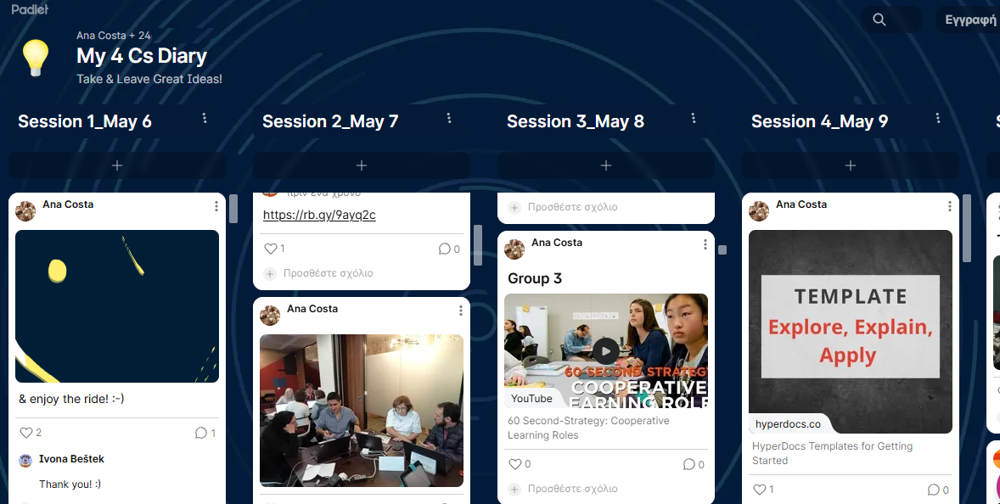 Padlet
Εγγραφή
Ana Costa + 24
My 4 Cs Diary
Take & Leave Great Ideas!
Session 1_May 6
Session 2_May 7
Session 3_May 8
Session 4_May 9
Ana Costa
& enjoy the ride! :-)
2
1
Ivona Beštek
Thank you! :)
πριν ένα χρόνο
https://rb.gy/9ayq2c
1
0
Προσθέστε σχόλιο
Ana Costa
Προσθέστε σχόλιο
Ana Costa
Group 3
60-SECOND STRATEGY
COOPERATIVE
LEARNING ROLE
YouTube
60 Second-Strategy: Cooperative
Learning Roles
0
0
Προσθέστε σχόλιο
Ana Costa
TEMPLATE
Explore, Explain,
Apply
hyperdocs.co
HyperDocs Templates for Getting
Started
1
0